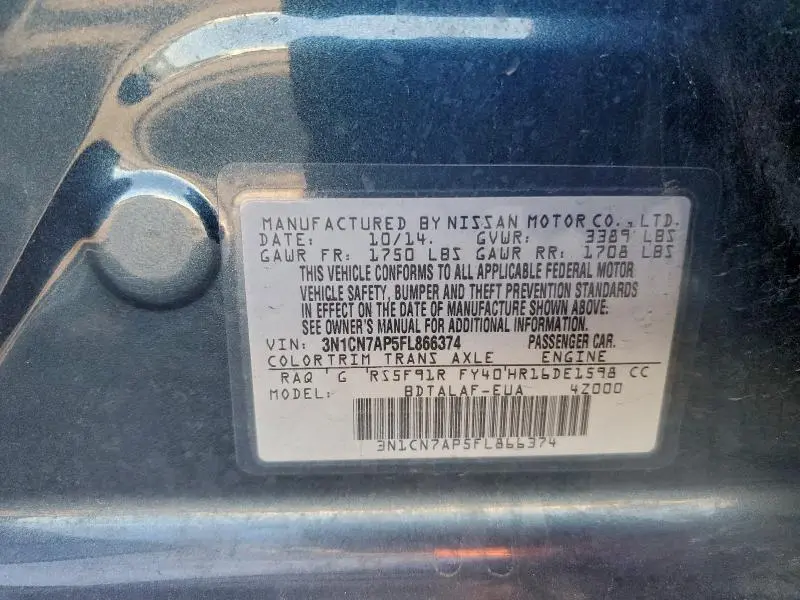 MANUFACTURED BY NISSAN MOTOR CO., LTD.
DATE: 10/14. GVWR: 3389 LBS
GAWR FR: 1750 LBS GAWR RR: 1708 LBS
THIS VEHICLE CONFORMS TO ALL APPLICABLE FEDERAL MOTOR
VEHICLE SAFETY, BUMPER AND THEFT PREVENTION STANDARDS
IN EFFECT ON THE DATE OF MANUFACTURE SHOWN ABOVE.
SEE OWNER'S MANUAL FOR ADDITIONAL INFORMATION.
VIN: 3N1CN7AP5FL866374 PASSENGER CAR.
COLOR TRIM TRANS AXLE ENGINE
RAQ ' G 'RS5F91R FY40'HR16DE1598 CC
MODEL: BDTALAF-EUA 4Z000
3N1CN7AP5FL866374